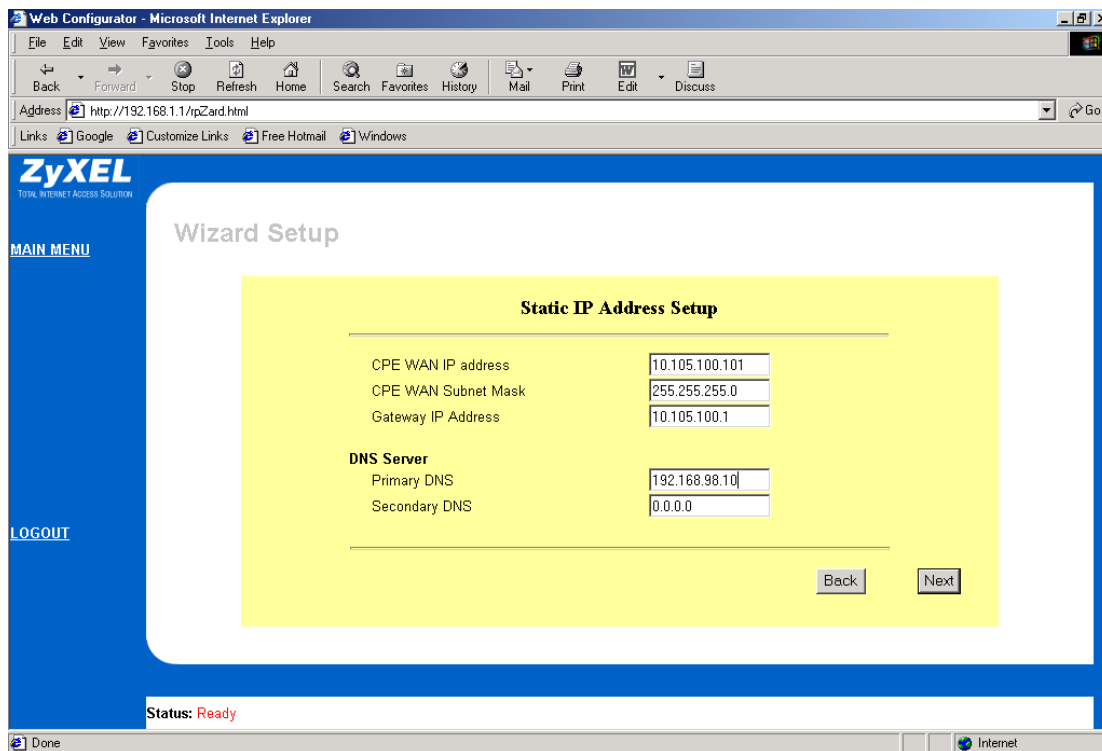 Web Configurator - Microsoft Internet Explorer
File Edit View Favorites Tools Help
Back Forward Stop Refresh Home Search Favorites History Mail Print Edit Discuss
Address http://192.168.1.1/rpZard.html Go
Links Google Customize Links Free Hotmail Windows
ZyXEL
TOTAL INTERNET ACCESS SOLUTION
Wizard Setup
MAIN MENU
Static IP Address Setup
CPE WAN IP address 10.105.100.101
CPE WAN Subnet Mask 255.255.255.0
Gateway IP Address 10.105.100.1
DNS Server
Primary DNS 192.168.98.10
Secondary DNS 0.0.0.0
LOGOUT
Back Next
Status: Ready
Done Internet